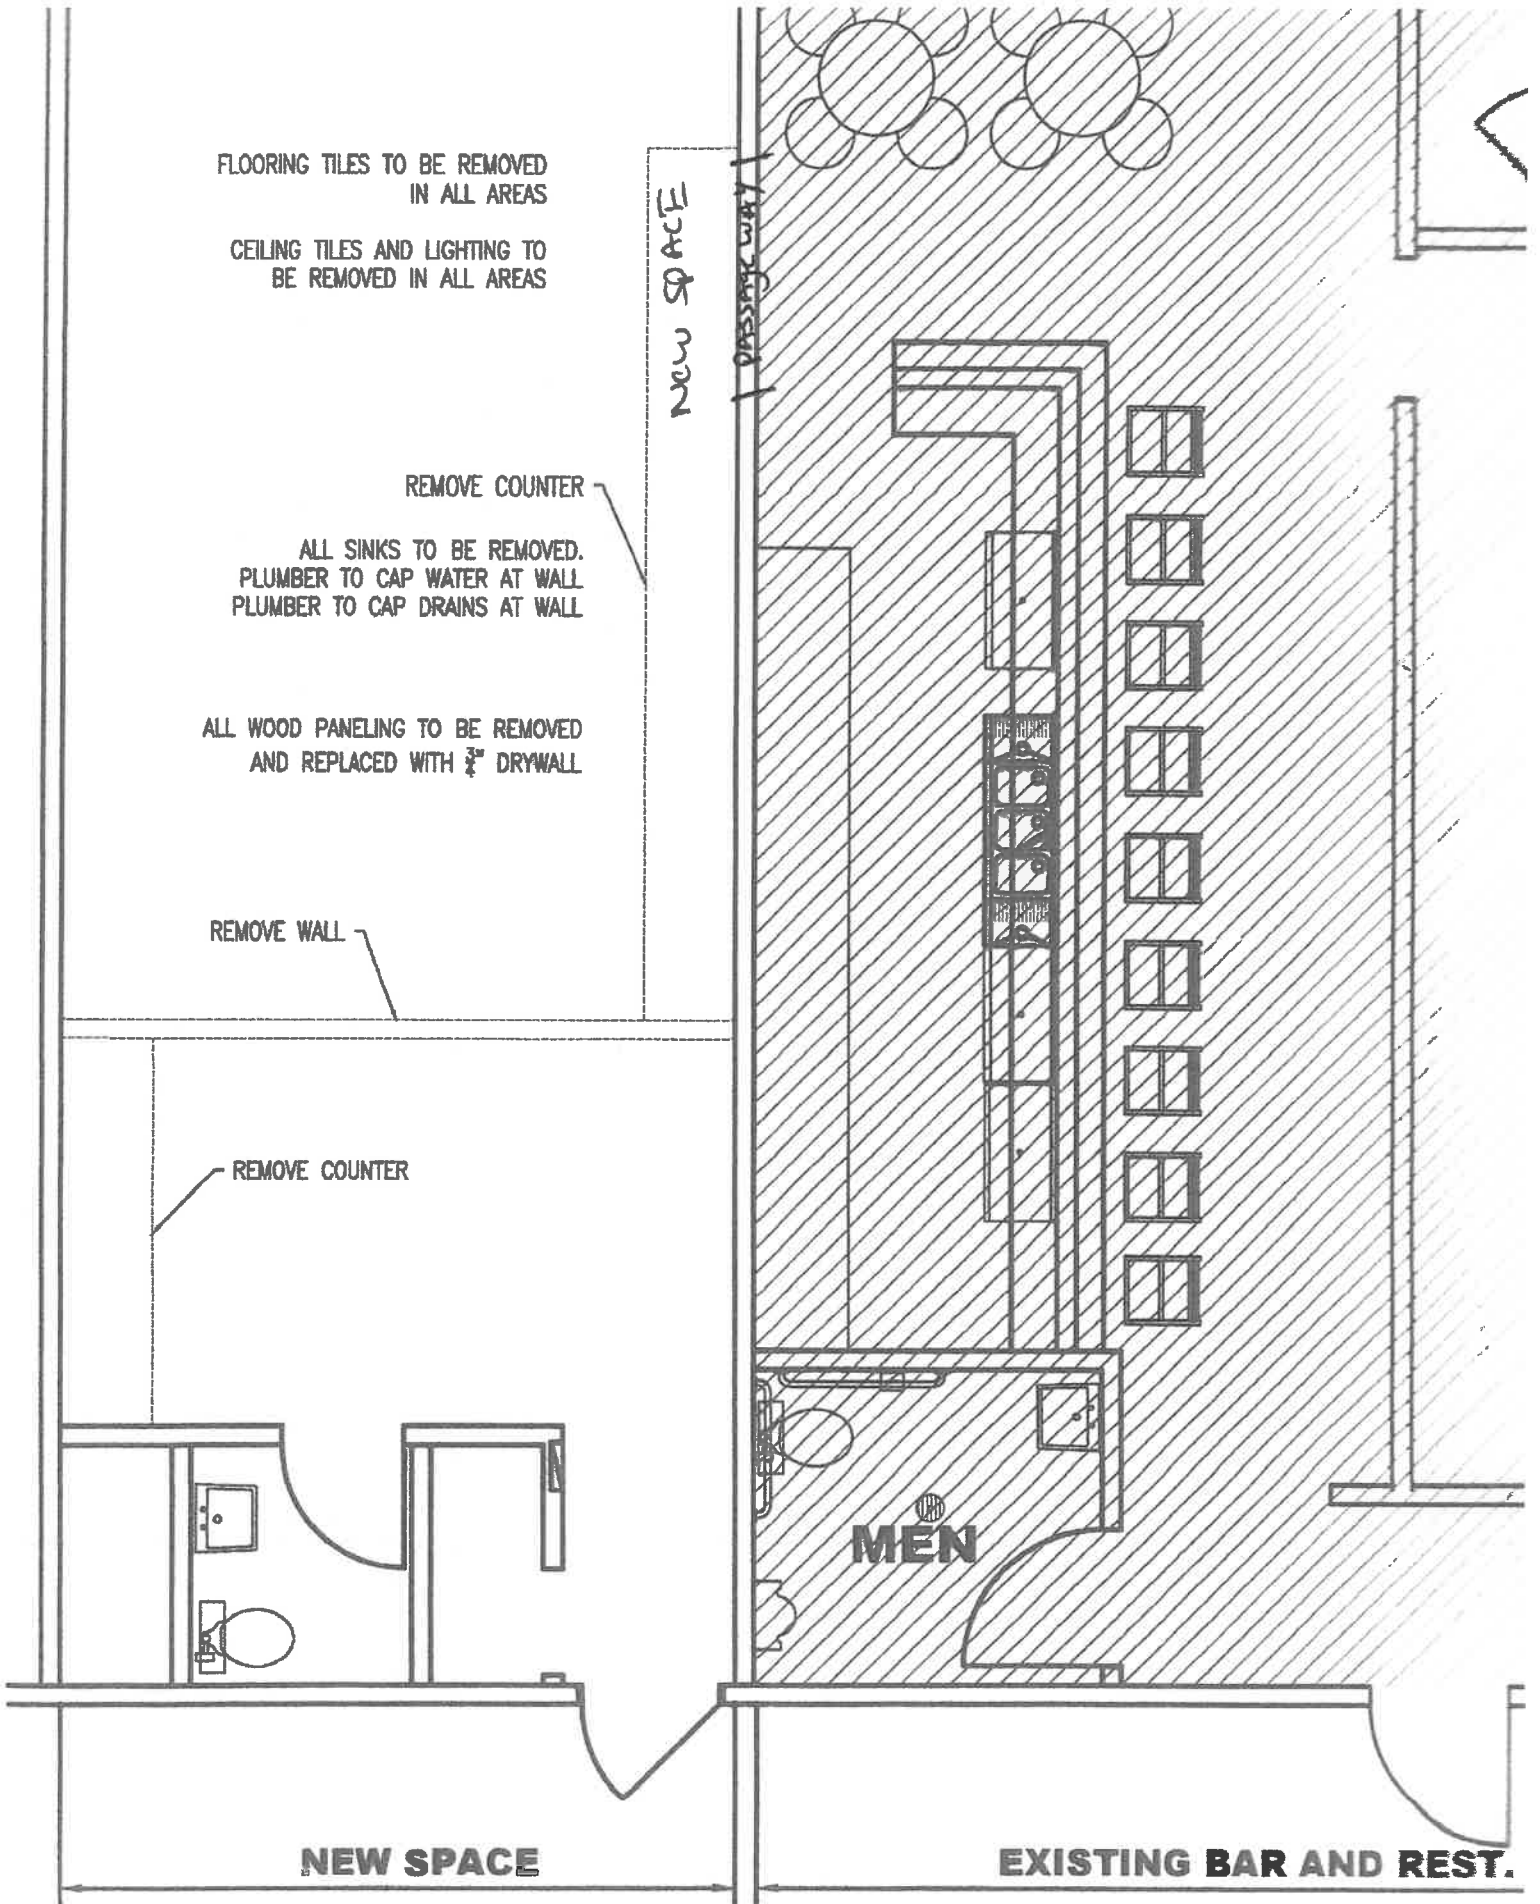 FLOORING TILES TO BE REMOVED
IN ALL AREAS
CEILING TILES AND LIGHTING TO
BE REMOVED IN ALL AREAS
NEW SPACE
PASSAGE WAY
REMOVE COUNTER
ALL SINKS TO BE REMOVED.
PLUMBER TO CAP WATER AT WALL
PLUMBER TO CAP DRAINS AT WALL
ALL WOOD PANELING TO BE REMOVED
AND REPLACED WITH ¾" DRYWALL
REMOVE WALL
REMOVE COUNTER
MEN
NEW SPACE
EXISTING BAR AND REST.